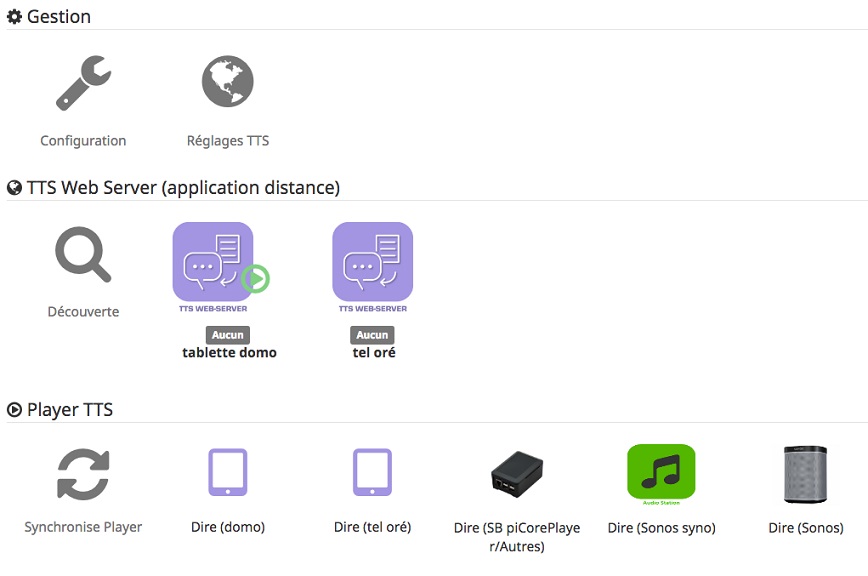 Gestion
Configuration
Réglages TTS
TTS Web Server (application distance)
Découverte
TTS WEB-SERVER
TTS WEB-SERVER
Aucun
Aucun
tablette domo
tel oré
Player TTS
Audio Station
Synchronise Player
Dire (domo)
Dire (tel oré)
Dire (SB piCorePlaye
r/Autres)
Dire (Sonos syno)
Dire (Sonos)